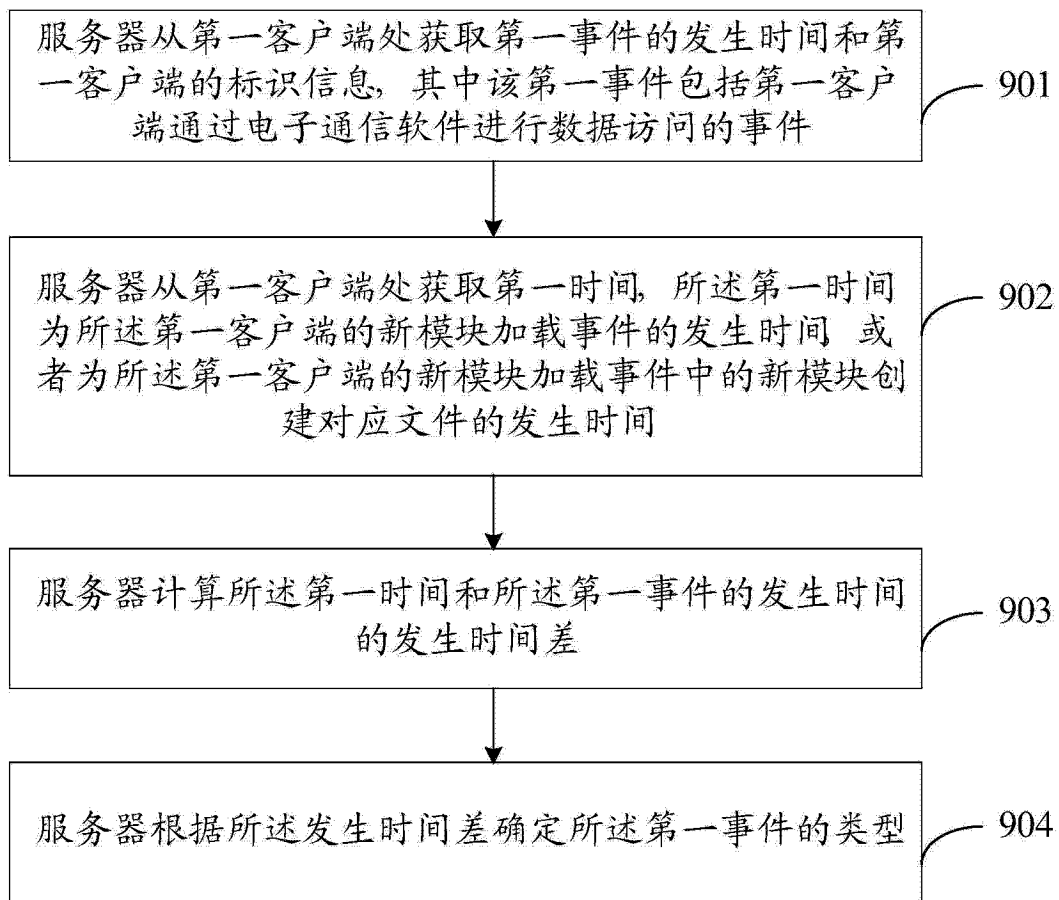 服务器从第一客户端处获取第一事件的发生时间和第
一客户端的标识信息,其中该第一事件包括第一客户
端通过电子通信软件进行数据访问的事件
901
服务器从第一客户端处获取第一时间,所述第一时间
为所述第一客户端的新模块加载事件的发生时间,或
者为所述第一客户端的新模块加载事件中的新模块创
建对应文件的发生时间
902
服务器计算所述第一时间和所述第一事件的发生时间
的发生时间差
903
服务器根据所述发生时间差确定所述第一事件的类型
904